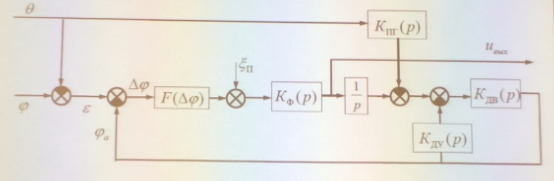 θ
K_ПГ(p)
u_вых
ξ_П
φ
ε
Δφ
F(Δφ)
K_Ф(p)
1/p
K_ДВ(p)
φ_a
K_ДУ(p)